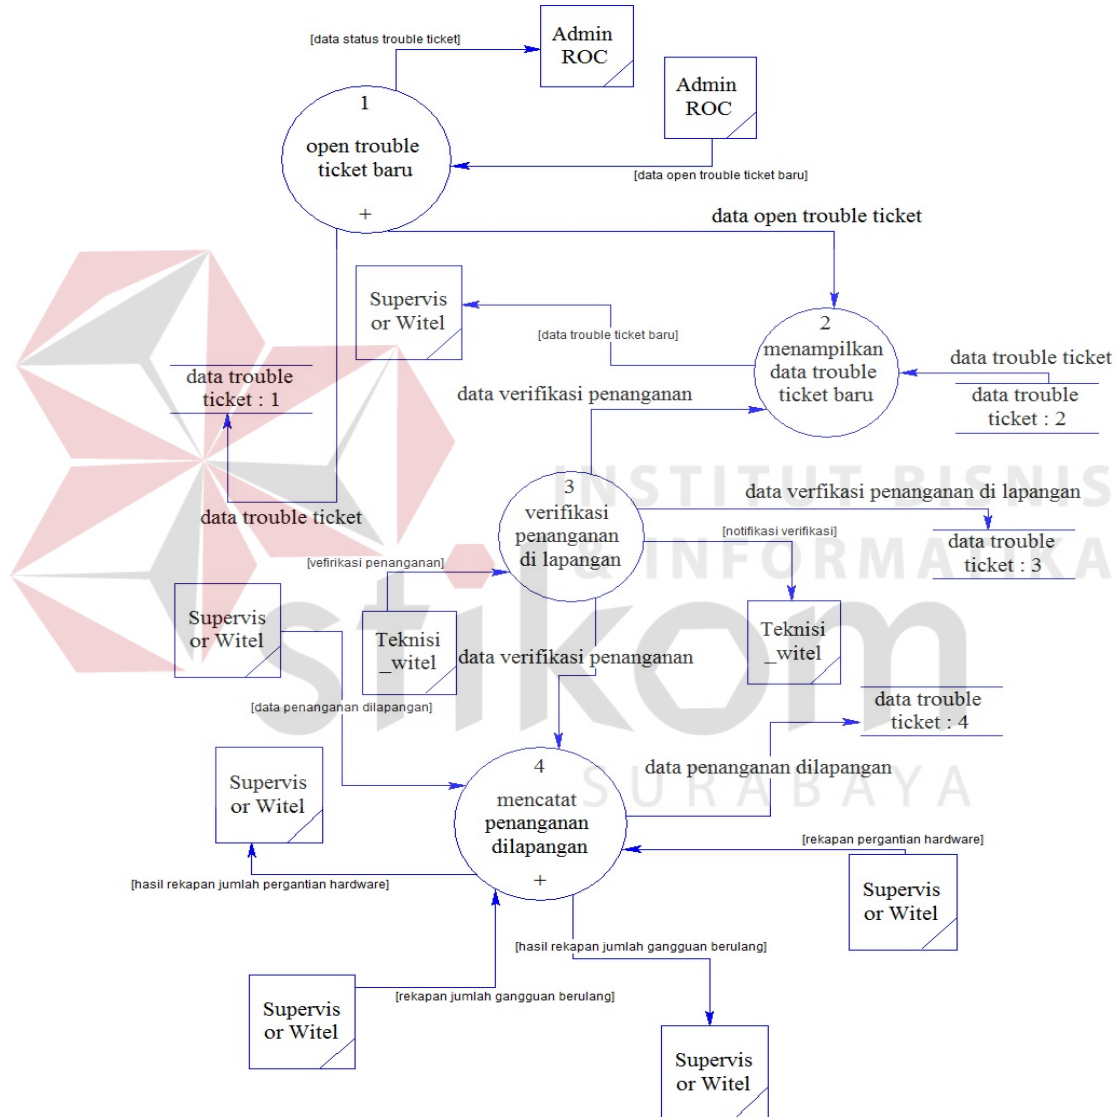 [data status trouble ticket]
Admin
ROC
Admin
ROC
1
open trouble
ticket baru
+
[data open trouble ticket baru]
data open trouble ticket
Supervis
or Witel
[data trouble ticket baru]
2
menampilkan
data trouble
ticket baru
data trouble ticket
data trouble
ticket : 2
data trouble
ticket : 1
data verifikasi penanganan
data trouble ticket
3
verifikasi
penanganan
di lapangan
data verfikasi penanganan di lapangan
[notifikasi verifikasi]
data trouble
ticket : 3
[vefirikasi penanganan]
INSTITUT BISNIS
& INFORMATIKA
stikom
SURABAYA
Supervis
or Witel
Teknisi
_witel
data verifikasi penanganan
Teknisi
_witel
[data penanganan dilapangan]
data trouble
ticket : 4
Supervis
or Witel
4
mencatat
penanganan
dilapangan
+
data penanganan dilapangan
[rekapan pergantian hardware]
Supervis
or Witel
[hasil rekapan jumlah pergantian hardware]
[hasil rekapan jumlah gangguan berulang]
Supervis
or Witel
[rekapan jumlah gangguan berulang]
Supervis
or Witel